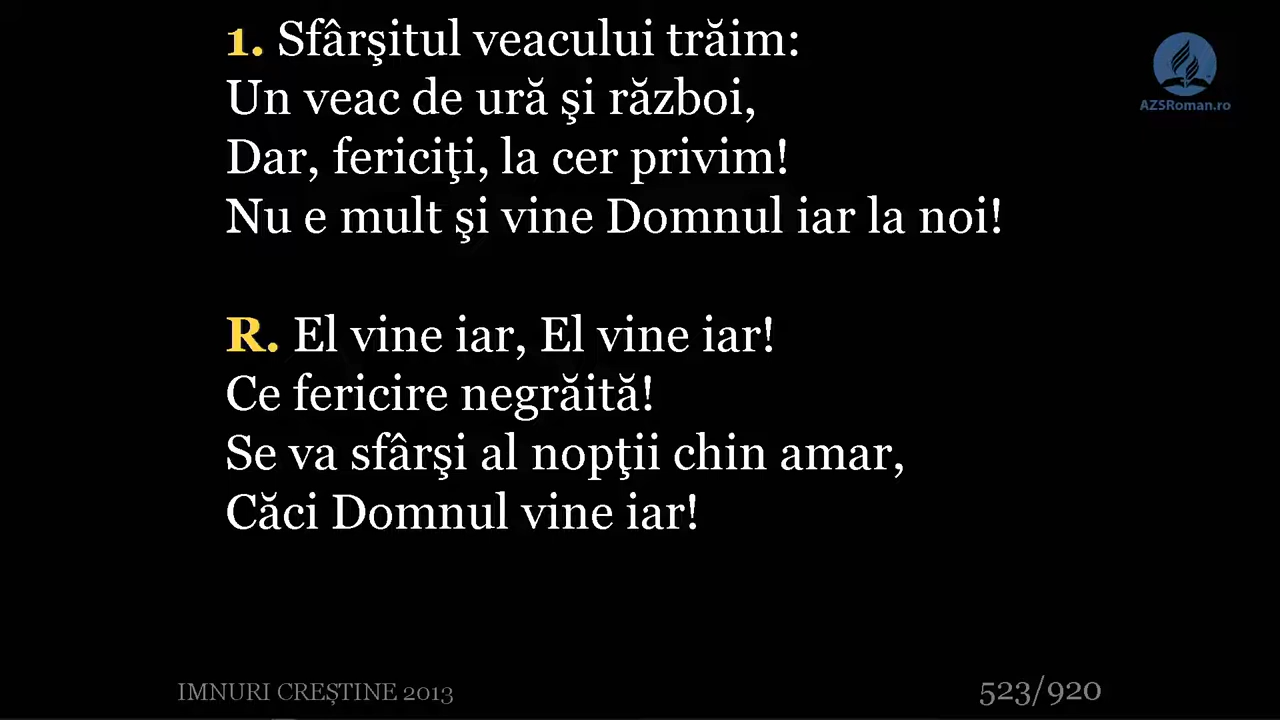 1. Sfârşitul veacului trăim:
Un veac de ură şi război,
Dar, fericiţi, la cer privim!
Nu e mult şi vine Domnul iar la noi!
R. El vine iar, El vine iar!
Ce fericire negrăită!
Se va sfârşi al nopţii chin amar,
Căci Domnul vine iar!
AZSRoman.ro
IMNURI CREȘTINE 2013
523/920